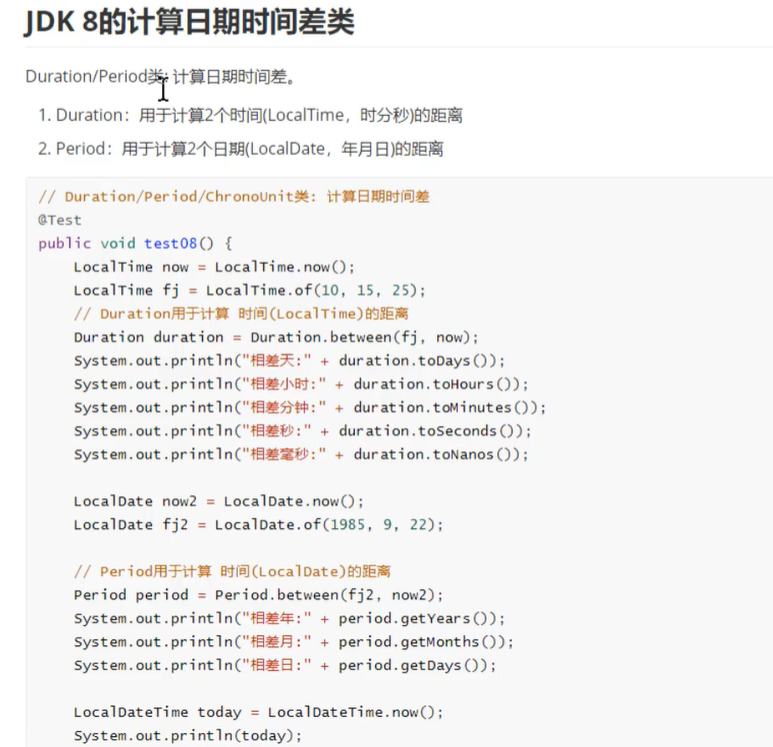 JDK 8的计算日期时间差类
Duration/Period类: 计算日期时间差。
1. Duration：用于计算2个时间(LocalTime，时分秒)的距离
2. Period：用于计算2个日期(LocalDate，年月日)的距离
// Duration/Period/ChronoUnit类: 计算日期时间差
@Test
public void test08() {
    LocalTime now = LocalTime.now();
    LocalTime fj = LocalTime.of(10, 15, 25);
    // Duration用于计算 时间(LocalTime)的距离
    Duration duration = Duration.between(fj, now);
    System.out.println("相差天:" + duration.toDays());
    System.out.println("相差小时:" + duration.toHours());
    System.out.println("相差分钟:" + duration.toMinutes());
    System.out.println("相差秒:" + duration.toSeconds());
    System.out.println("相差毫秒:" + duration.toNanos());
    LocalDate now2 = LocalDate.now();
    LocalDate fj2 = LocalDate.of(1985, 9, 22);
    // Period用于计算 时间(LocalDate)的距离
    Period period = Period.between(fj2, now2);
    System.out.println("相差年:" + period.getYears());
    System.out.println("相差月:" + period.getMonths());
    System.out.println("相差日:" + period.getDays());
    LocalDateTime today = LocalDateTime.now();
    System.out.println(today);